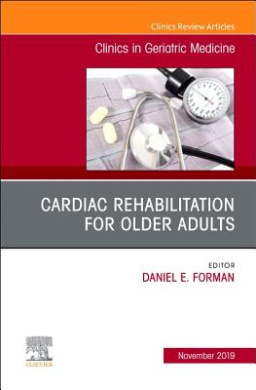 Clinics Review Articles
Clinics in Geriatric Medicine
CARDIAC REHABILITATION
FOR OLDER ADULTS
EDITOR
DANIEL E. FORMAN
ELSEVIER
November 2019